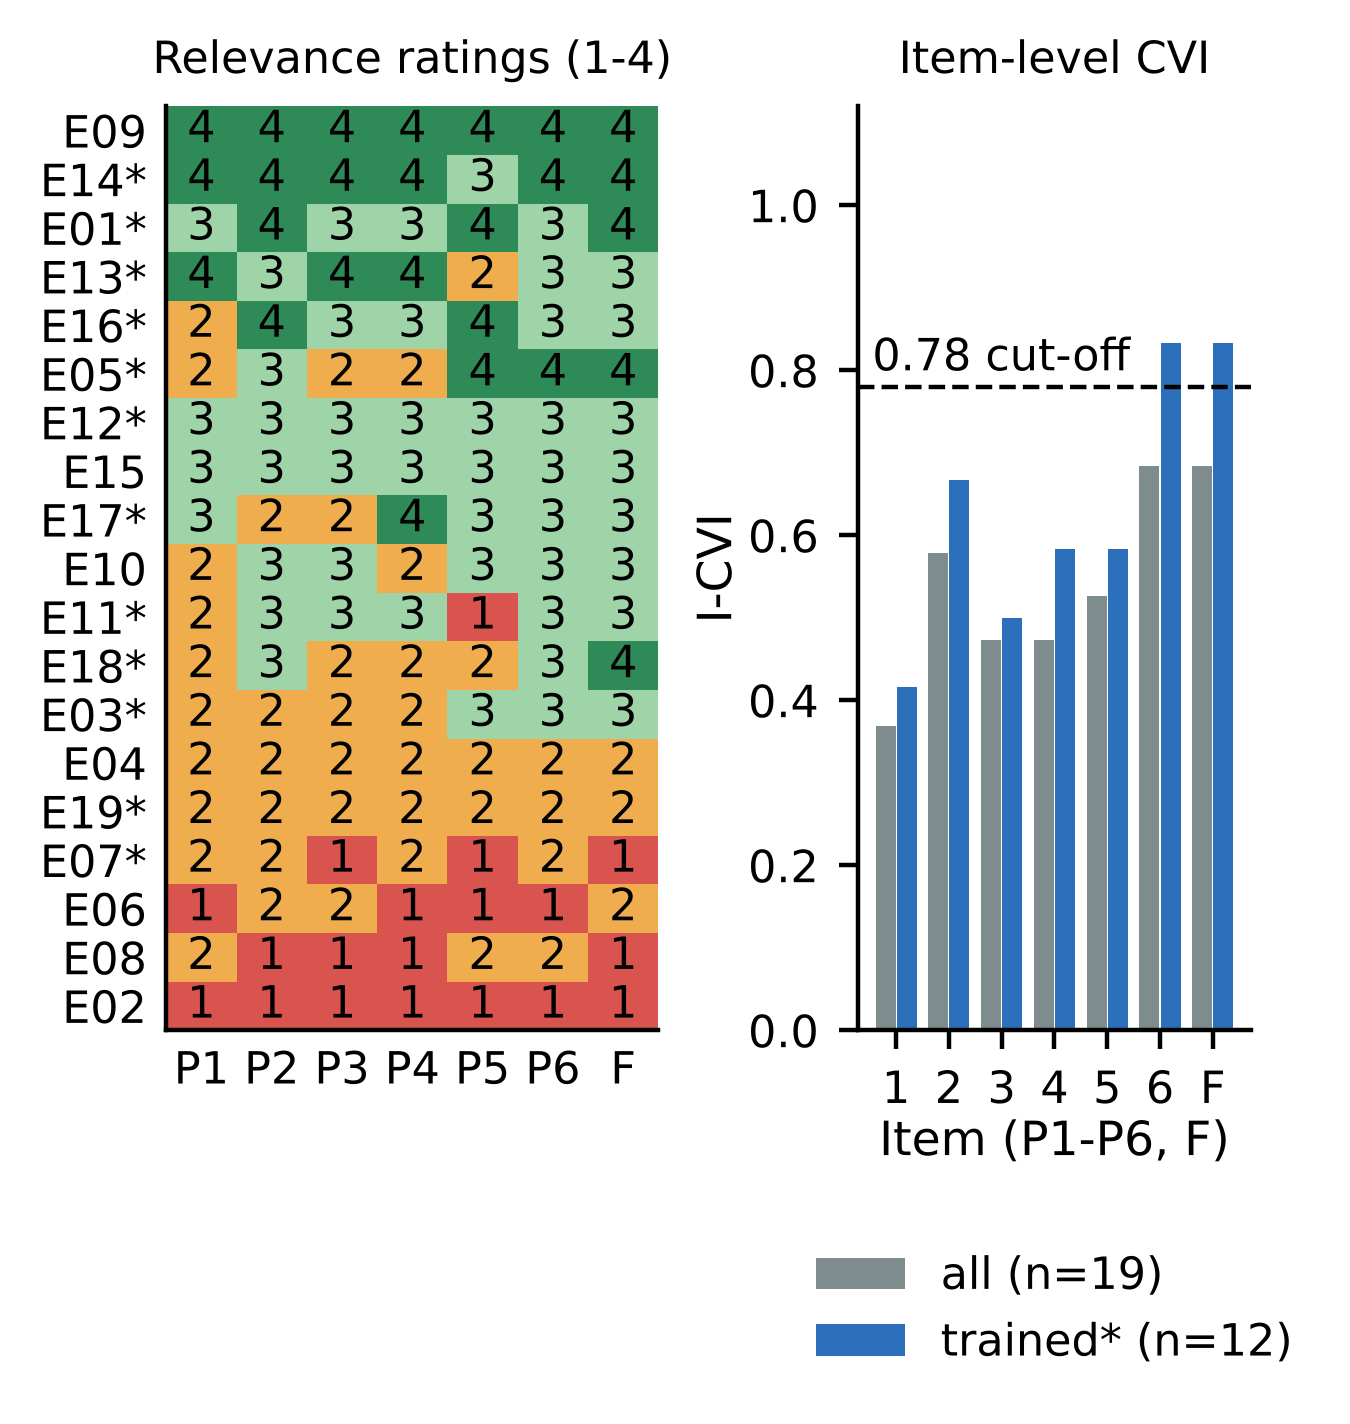 Relevance ratings (1-4)
E09 4 4 4 4 4 4 4
E14* 4 4 4 4 3 4 4
E01* 3 4 3 3 4 3 4
E13* 4 3 4 4 2 3 3
E16* 2 4 3 3 4 3 3
E05* 2 3 2 2 4 4 4
E12* 3 3 3 3 3 3 3
E15 3 3 3 3 3 3 3
E17* 3 2 2 4 3 3 3
E10 2 3 3 2 3 3 3
E11* 2 3 3 3 1 3 3
E18* 2 3 2 2 2 3 4
E03* 2 2 2 2 3 3 3
E04 2 2 2 2 2 2 2
E19* 2 2 2 2 2 2 2
E07* 2 2 1 2 1 2 1
E06 1 2 2 1 1 1 2
E08 2 1 1 1 2 2 1
E02 1 1 1 1 1 1 1
P1 P2 P3 P4 P5 P6 F
Item-level CVI
I-CVI
1.0
0.8
0.6
0.4
0.2
0.0
0.78 cut-off
1 2 3 4 5 6 F
Item (P1-P6, F)
all (n=19)
trained* (n=12)